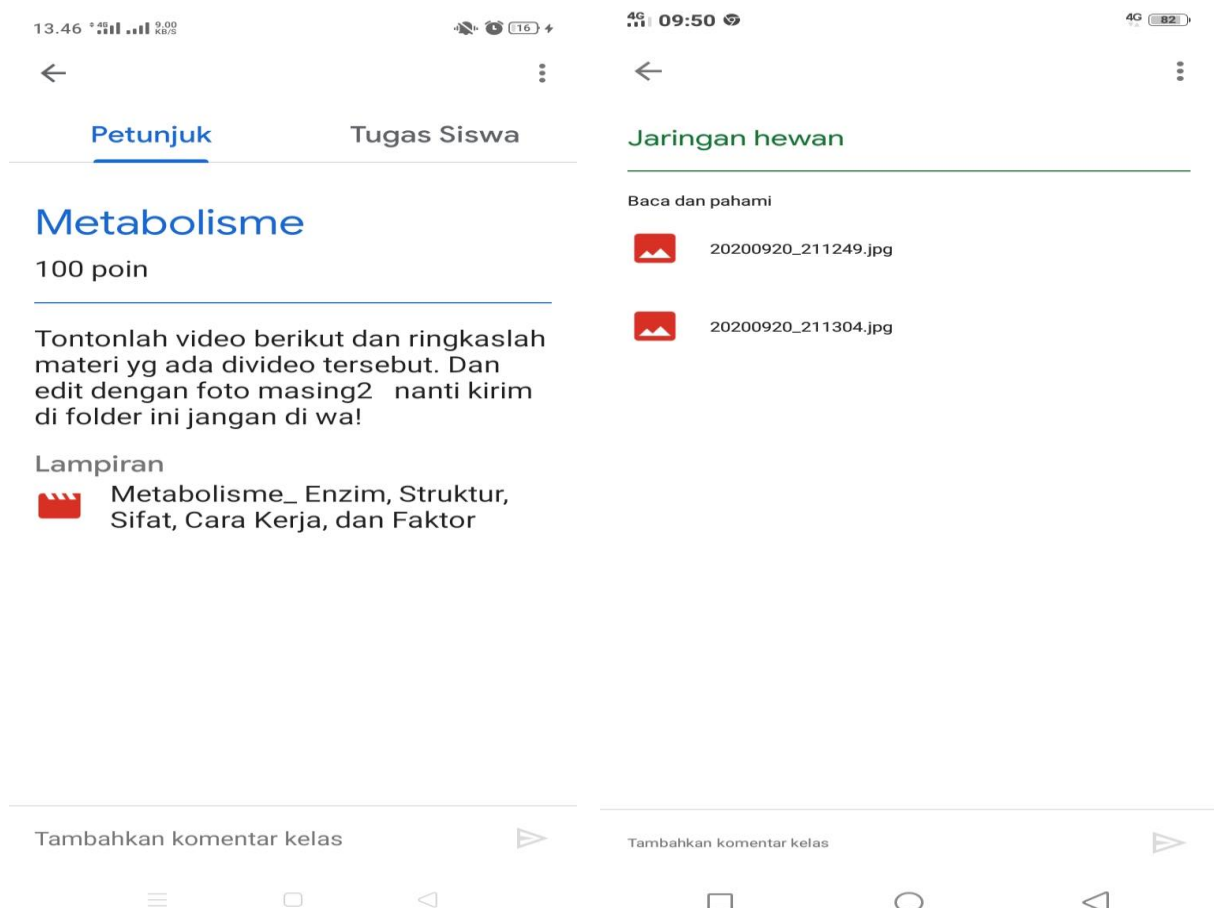 13.46 4G 9.00 KB/S 16
Petunjuk Tugas Siswa
Metabolisme
100 poin
Tontonlah video berikut dan ringkaslah
materi yg ada divideo tersebut. Dan
edit dengan foto masing2 nanti kirim
di folder ini jangan di wa!
Lampiran
Metabolisme_ Enzim, Struktur,
Sifat, Cara Kerja, dan Faktor
Tambahkan komentar kelas
4G 09:50 4G 82
Jaringan hewan
Baca dan pahami
20200920_211249.jpg
20200920_211304.jpg
Tambahkan komentar kelas